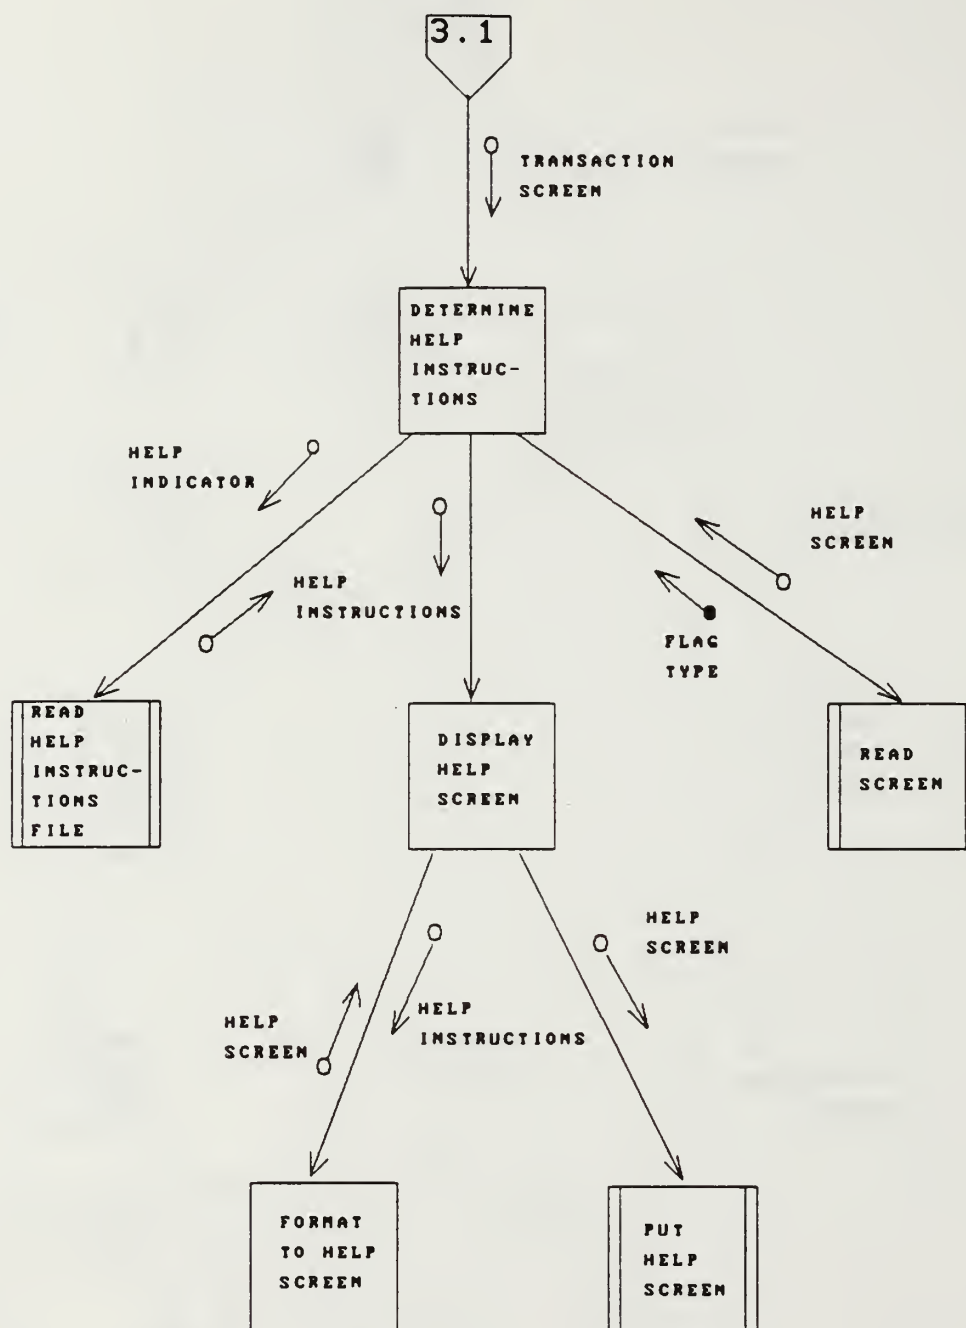 3.1
TRANSACTION
SCREEN
DETERMINE
HELP
INSTRUC-
TIONS
HELP
INDICATOR
HELP
INSTRUCTIONS
HELP
SCREEN
FLAG
TYPE
READ
HELP
INSTRUC-
TIONS
FILE
DISPLAY
HELP
SCREEN
READ
SCREEN
HELP
SCREEN
HELP
INSTRUCTIONS
HELP
SCREEN
FORMAT
TO HELP
SCREEN
PUT
HELP
SCREEN